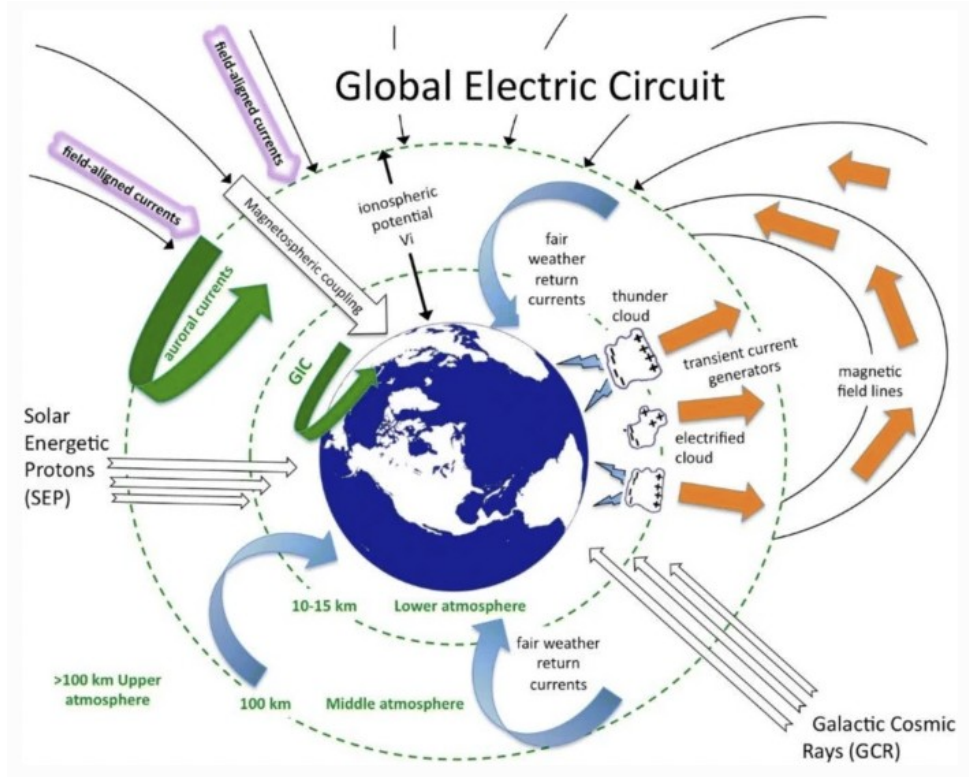 Global Electric Circuit
field-aligned currents
field-aligned currents
Magnetospheric coupling
ionospheric
potential
Vi
auroral currents
GIC
fair
weather
return
currents
thunder
cloud
transient current
generators
magnetic
field lines
electrified
cloud
Solar
Energetic
Protons
(SEP)
10-15 km
Lower atmosphere
fair weather
return
currents
>100 km Upper
atmosphere
100 km
Middle atmosphere
Galactic Cosmic
Rays (GCR)